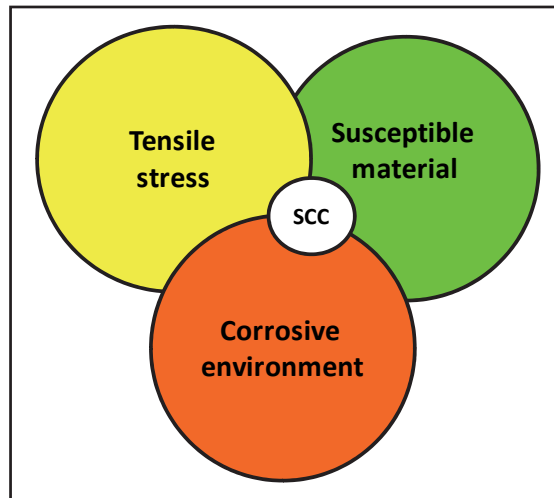 Tensile
stress
Susceptible
material
SCC
Corrosive
environment